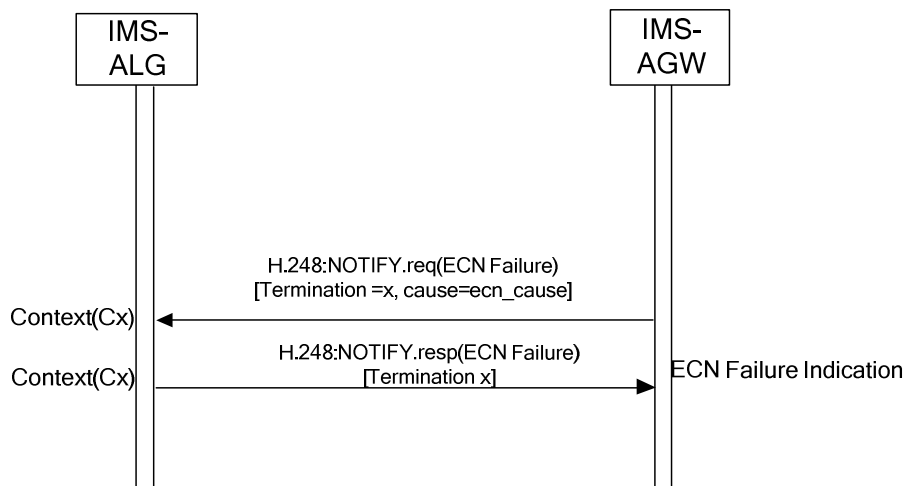 IMS-
ALG
IMS-
AGW
H.248:NOTIFY.req(ECN Failure)
[Termination =x, cause=ecn_cause]
Context(Cx)
H.248:NOTIFY.resp(ECN Failure)
[Termination x]
Context(Cx)
ECN Failure Indication